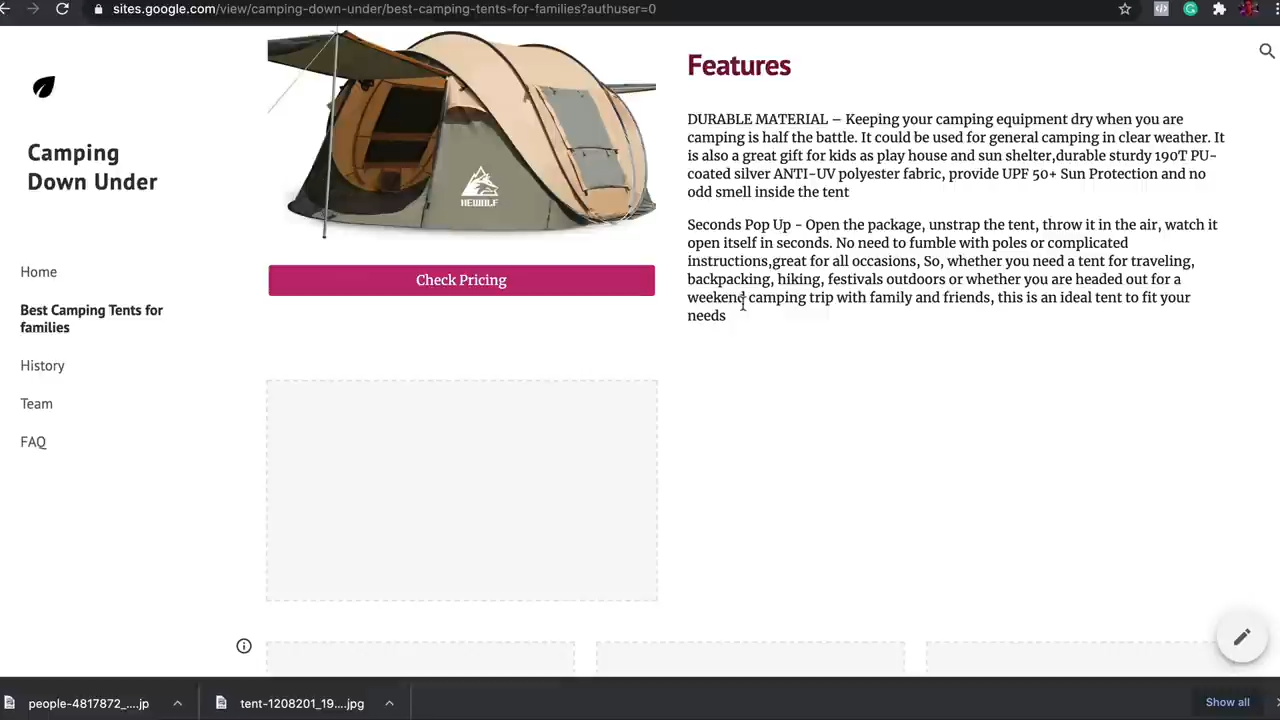 sites.google.com/view/camping-down-under/best-camping-tents-for-families?authuser=0
Camping
Down Under
Home
Best Camping Tents for
families
History
Team
FAQ
HEWOLF
Check Pricing
Features
DURABLE MATERIAL – Keeping your camping equipment dry when you are
camping is half the battle. It could be used for general camping in clear weather. It
is also a great gift for kids as play house and sun shelter,durable sturdy 190T PU-
coated silver ANTI-UV polyester fabric, provide UPF 50+ Sun Protection and no
odd smell inside the tent
Seconds Pop Up - Open the package, unstrap the tent, throw it in the air, watch it
open itself in seconds. No need to fumble with poles or complicated
instructions,great for all occasions, So, whether you need a tent for traveling,
backpacking, hiking, festivals outdoors or whether you are headed out for a
weekend camping trip with family and friends, this is an ideal tent to fit your
needs
people-4817872_....jp
tent-1208201_19....jpg
Show all